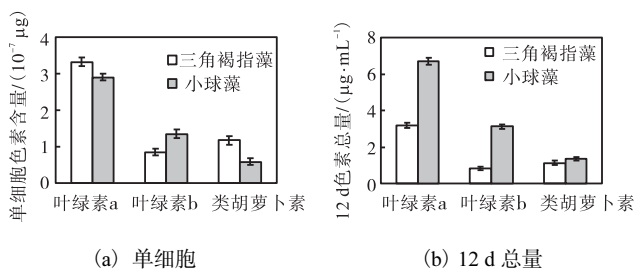 单细胞色素含量/(10⁻⁷ μg)
4
3
2
1
0
三角褐指藻
小球藻
叶绿素a 叶绿素b 类胡萝卜素
(a) 单细胞
12 d色素总量/(μg·mL⁻¹)
8
6
4
2
0
三角褐指藻
小球藻
叶绿素a 叶绿素b 类胡萝卜素
(b) 12 d 总量